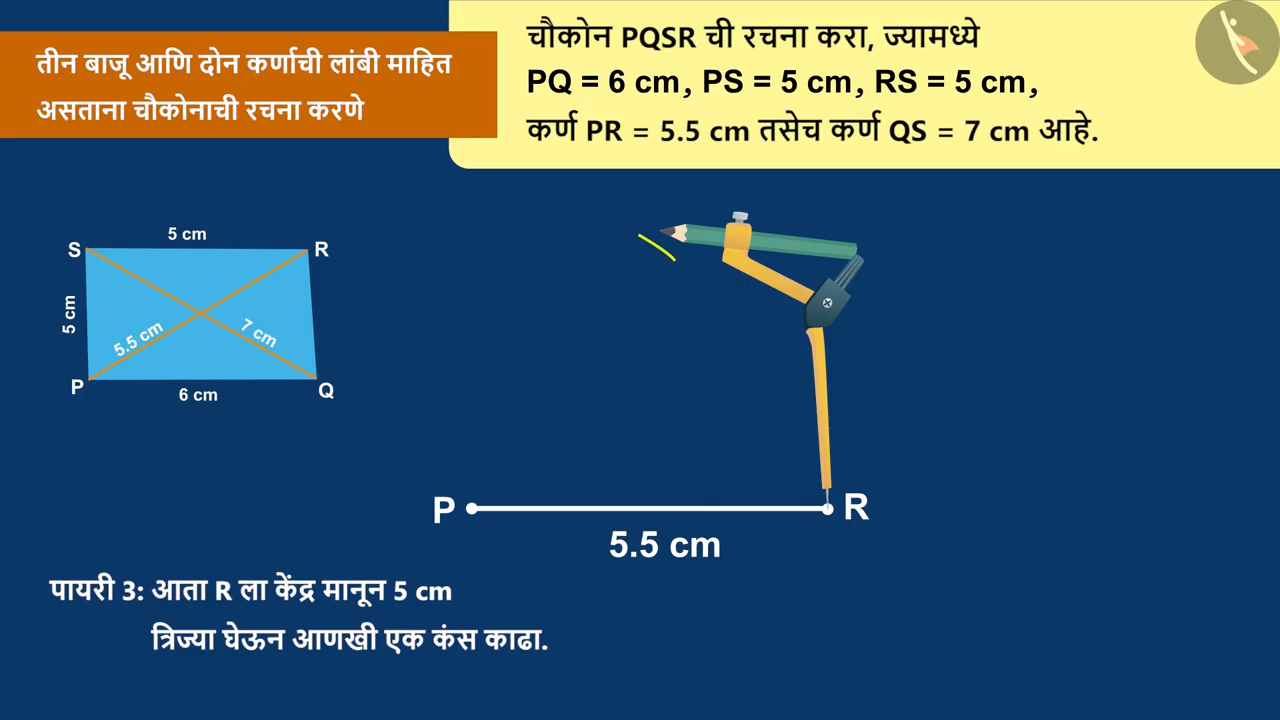 तीन बाजू आणि दोन कर्णाची लांबी माहित
असताना चौकोनाची रचना करणे
चौकोन PQSR ची रचना करा, ज्यामध्ये
PQ = 6 cm, PS = 5 cm, RS = 5 cm,
कर्ण PR = 5.5 cm तसेच कर्ण QS = 7 cm आहे.
5 cm
S
R
5 cm
5.5 cm
7 cm
P
Q
6 cm
P
R
5.5 cm
पायरी 3: आता R ला केंद्र मानून 5 cm
त्रिज्या घेऊन आणखी एक कंस काढा.